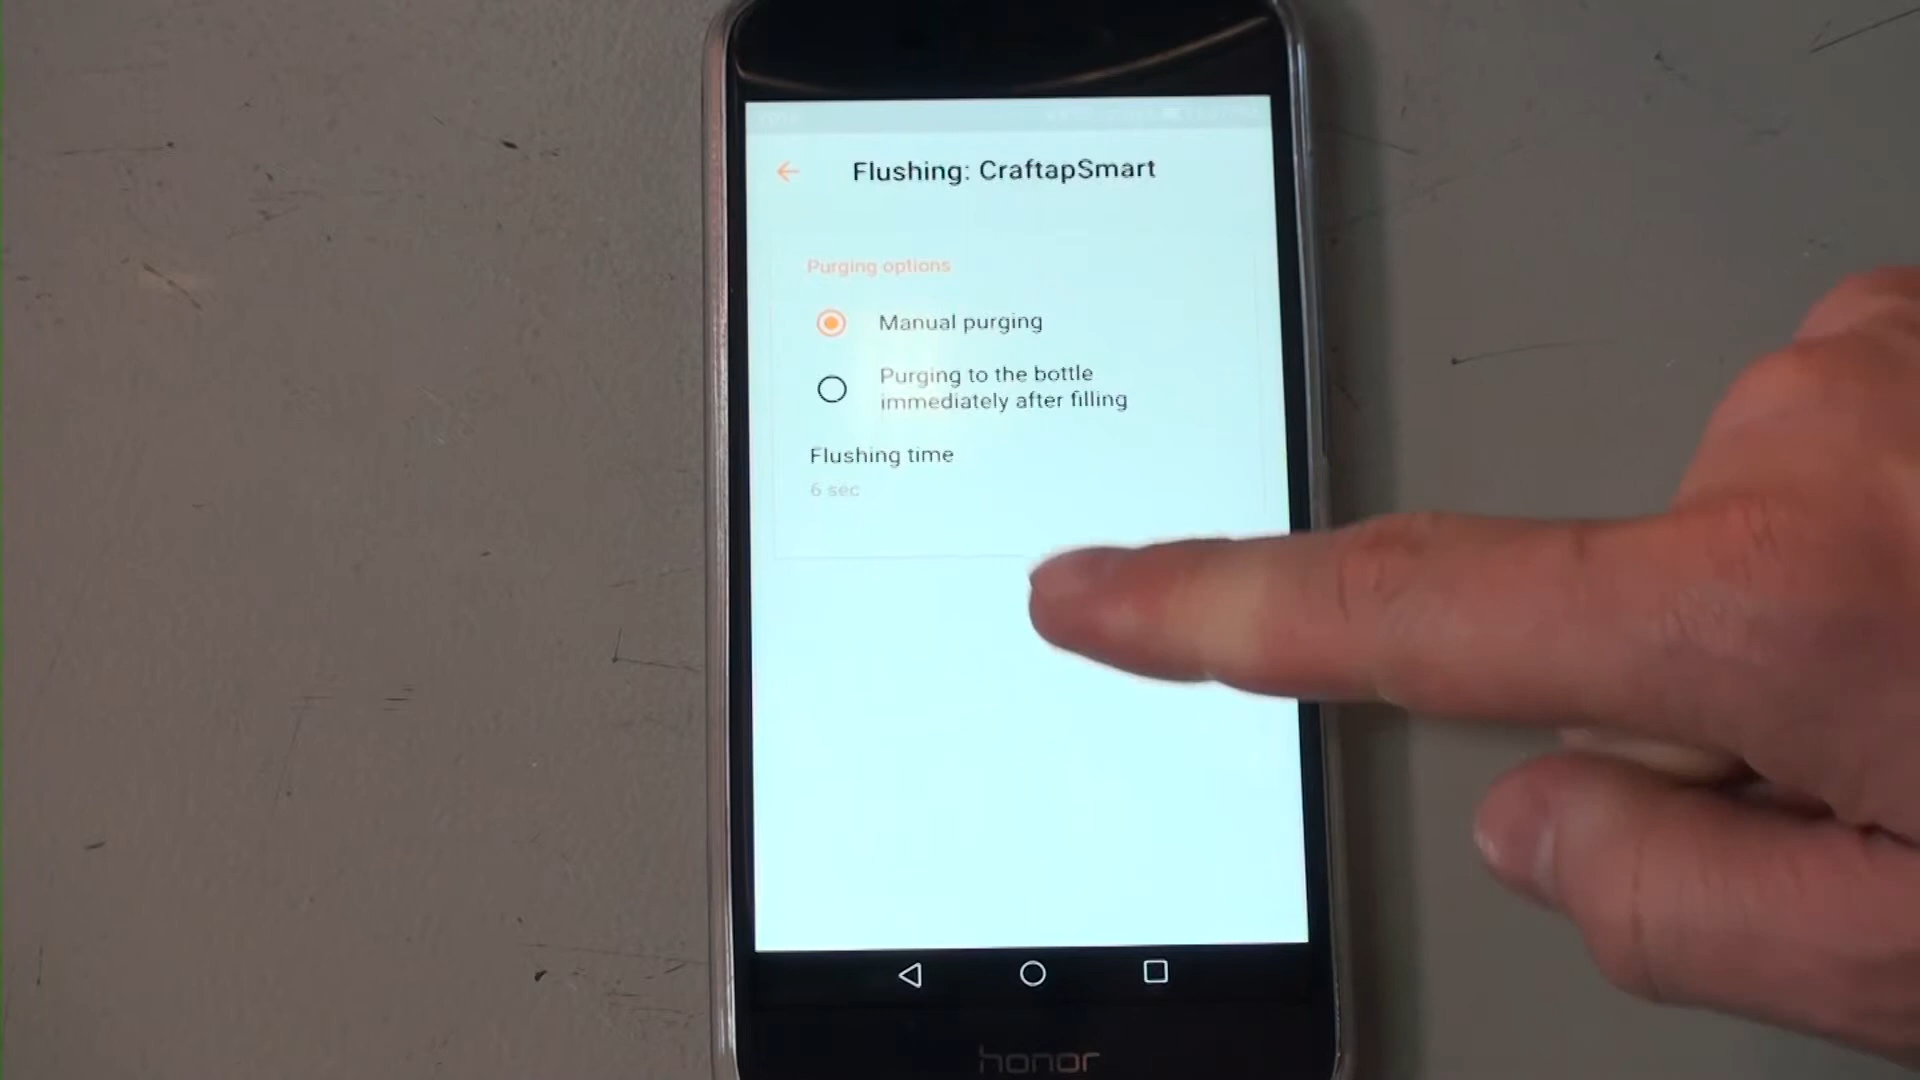 Flushing: CraftapSmart
Purging options
Manual purging
Purging to the bottle
immediately after filling
Flushing time
6 sec
honor